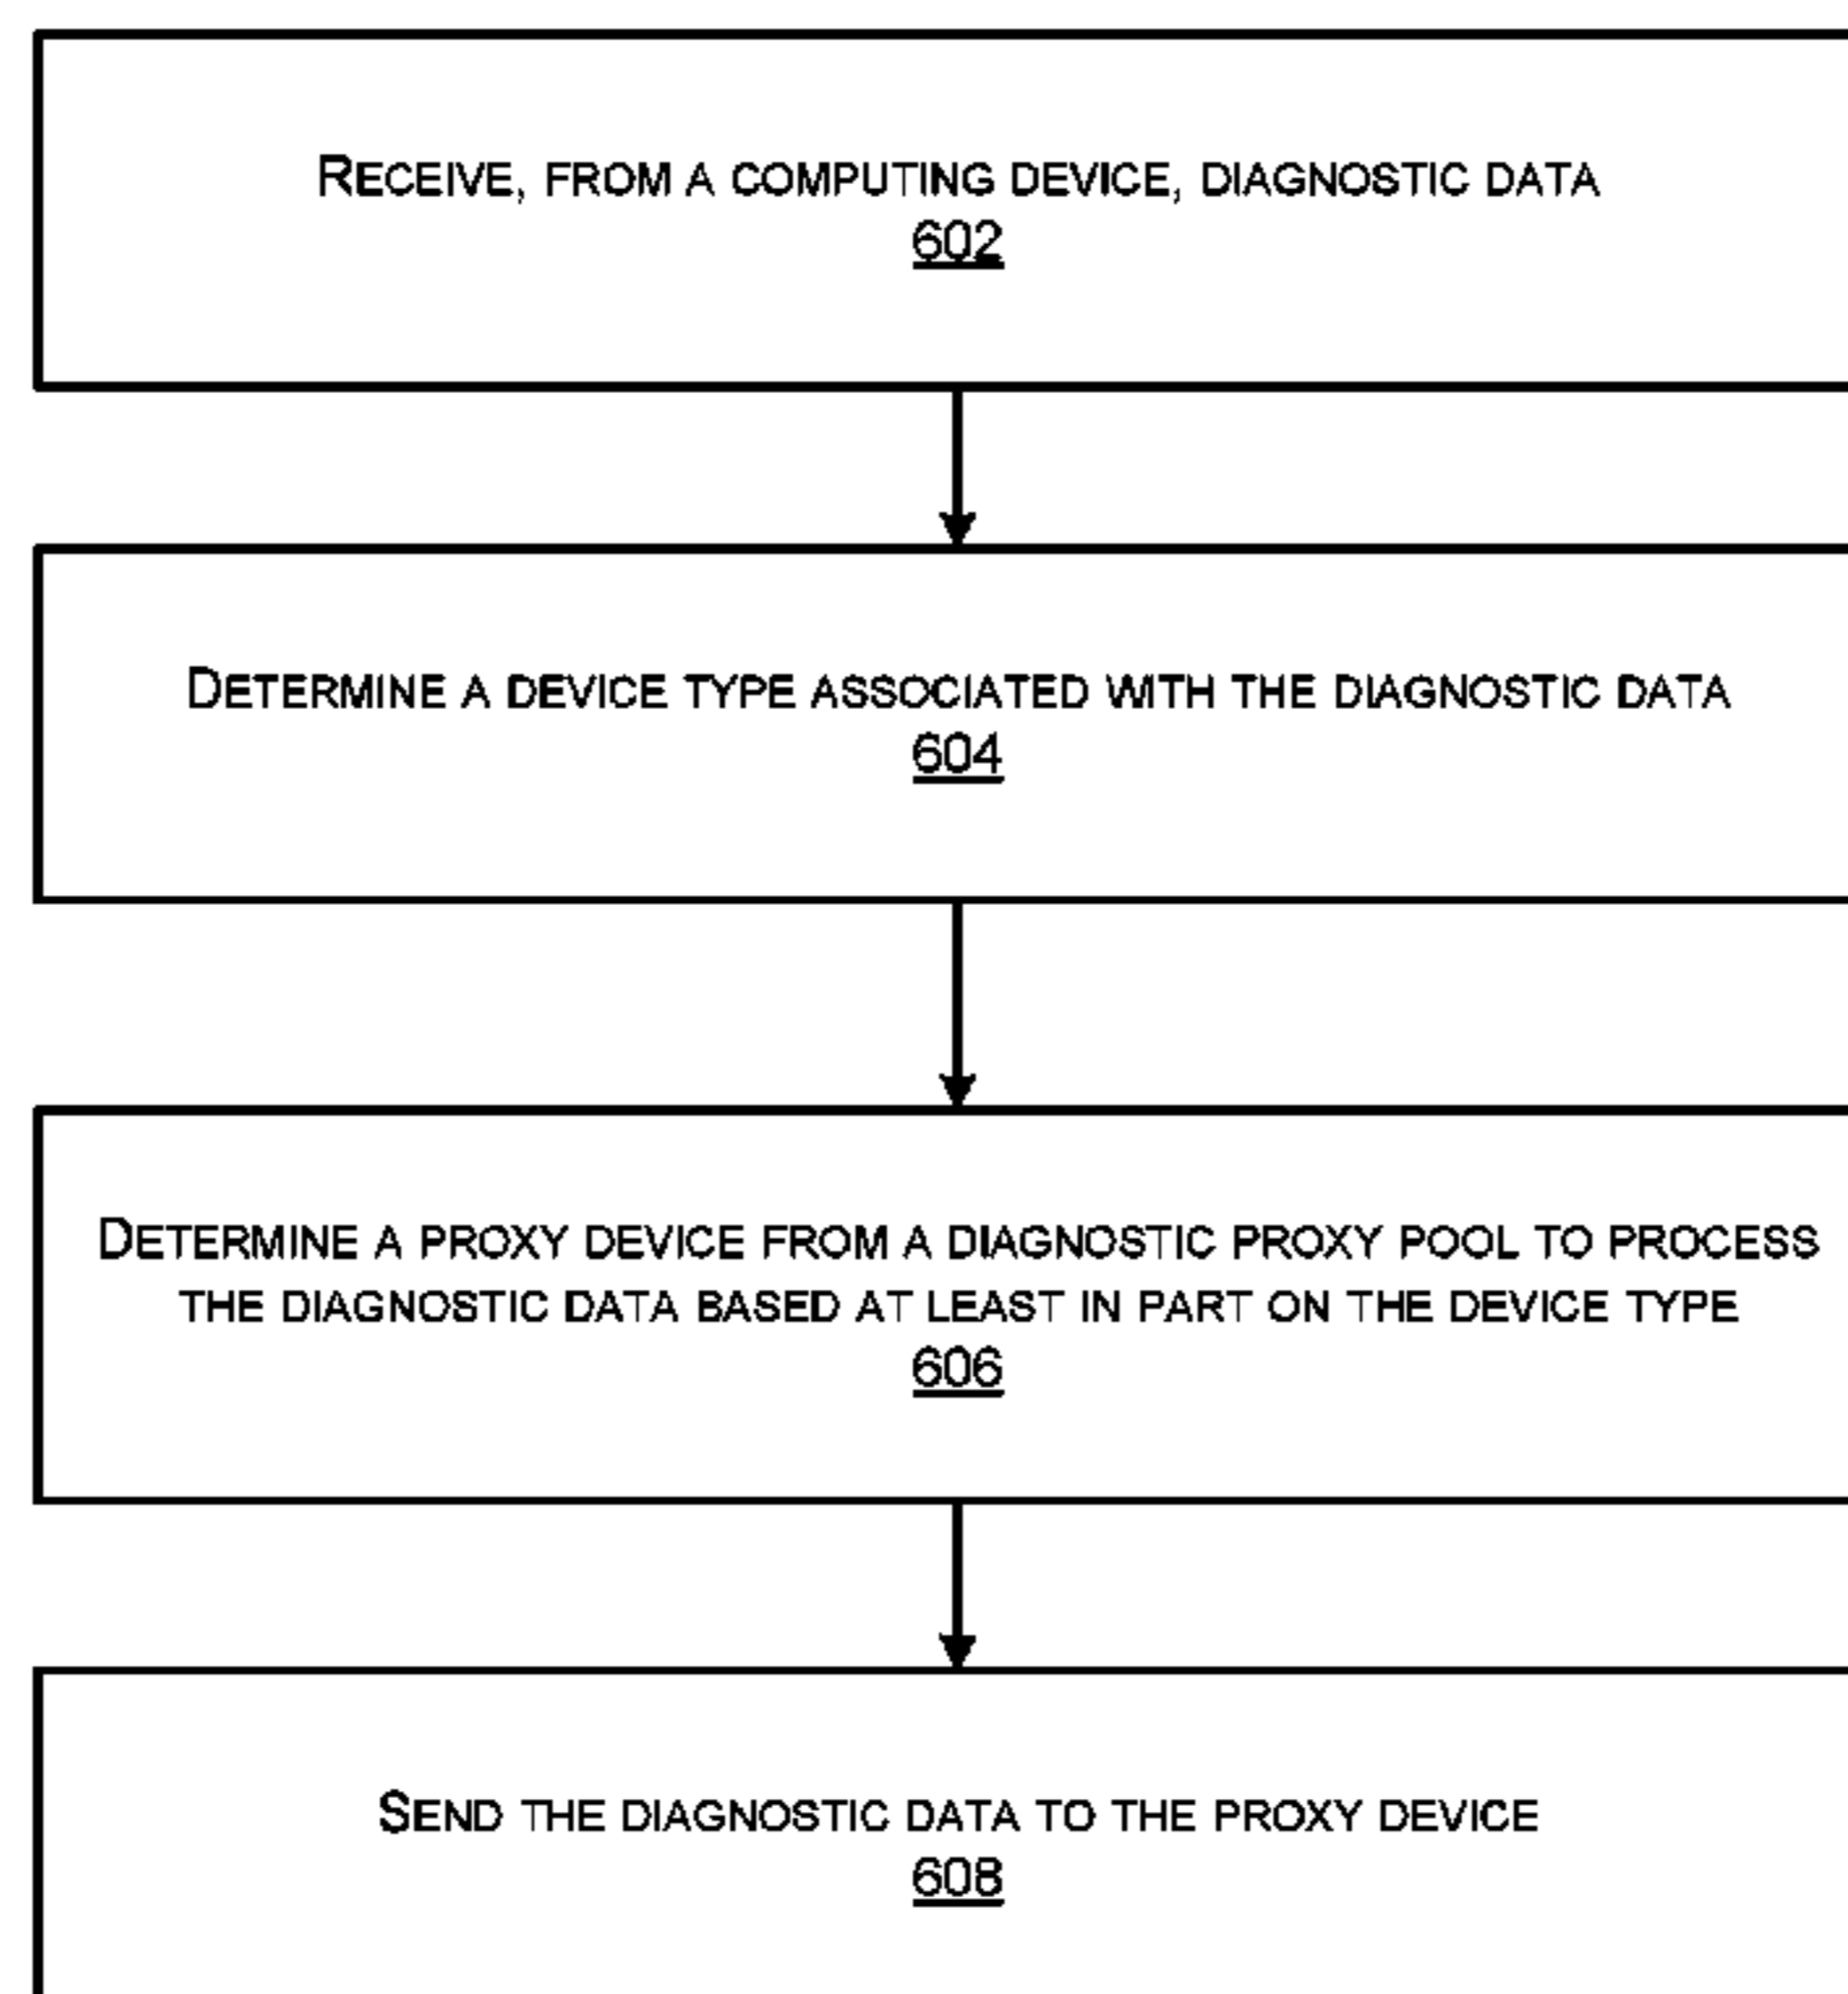 RECEIVE, FROM A COMPUTING DEVICE, DIAGNOSTIC DATA
602
DETERMINE A DEVICE TYPE ASSOCIATED WITH THE DIAGNOSTIC DATA
604
DETERMINE A PROXY DEVICE FROM A DIAGNOSTIC PROXY POOL TO PROCESS
THE DIAGNOSTIC DATA BASED AT LEAST IN PART ON THE DEVICE TYPE
606
SEND THE DIAGNOSTIC DATA TO THE PROXY DEVICE
608